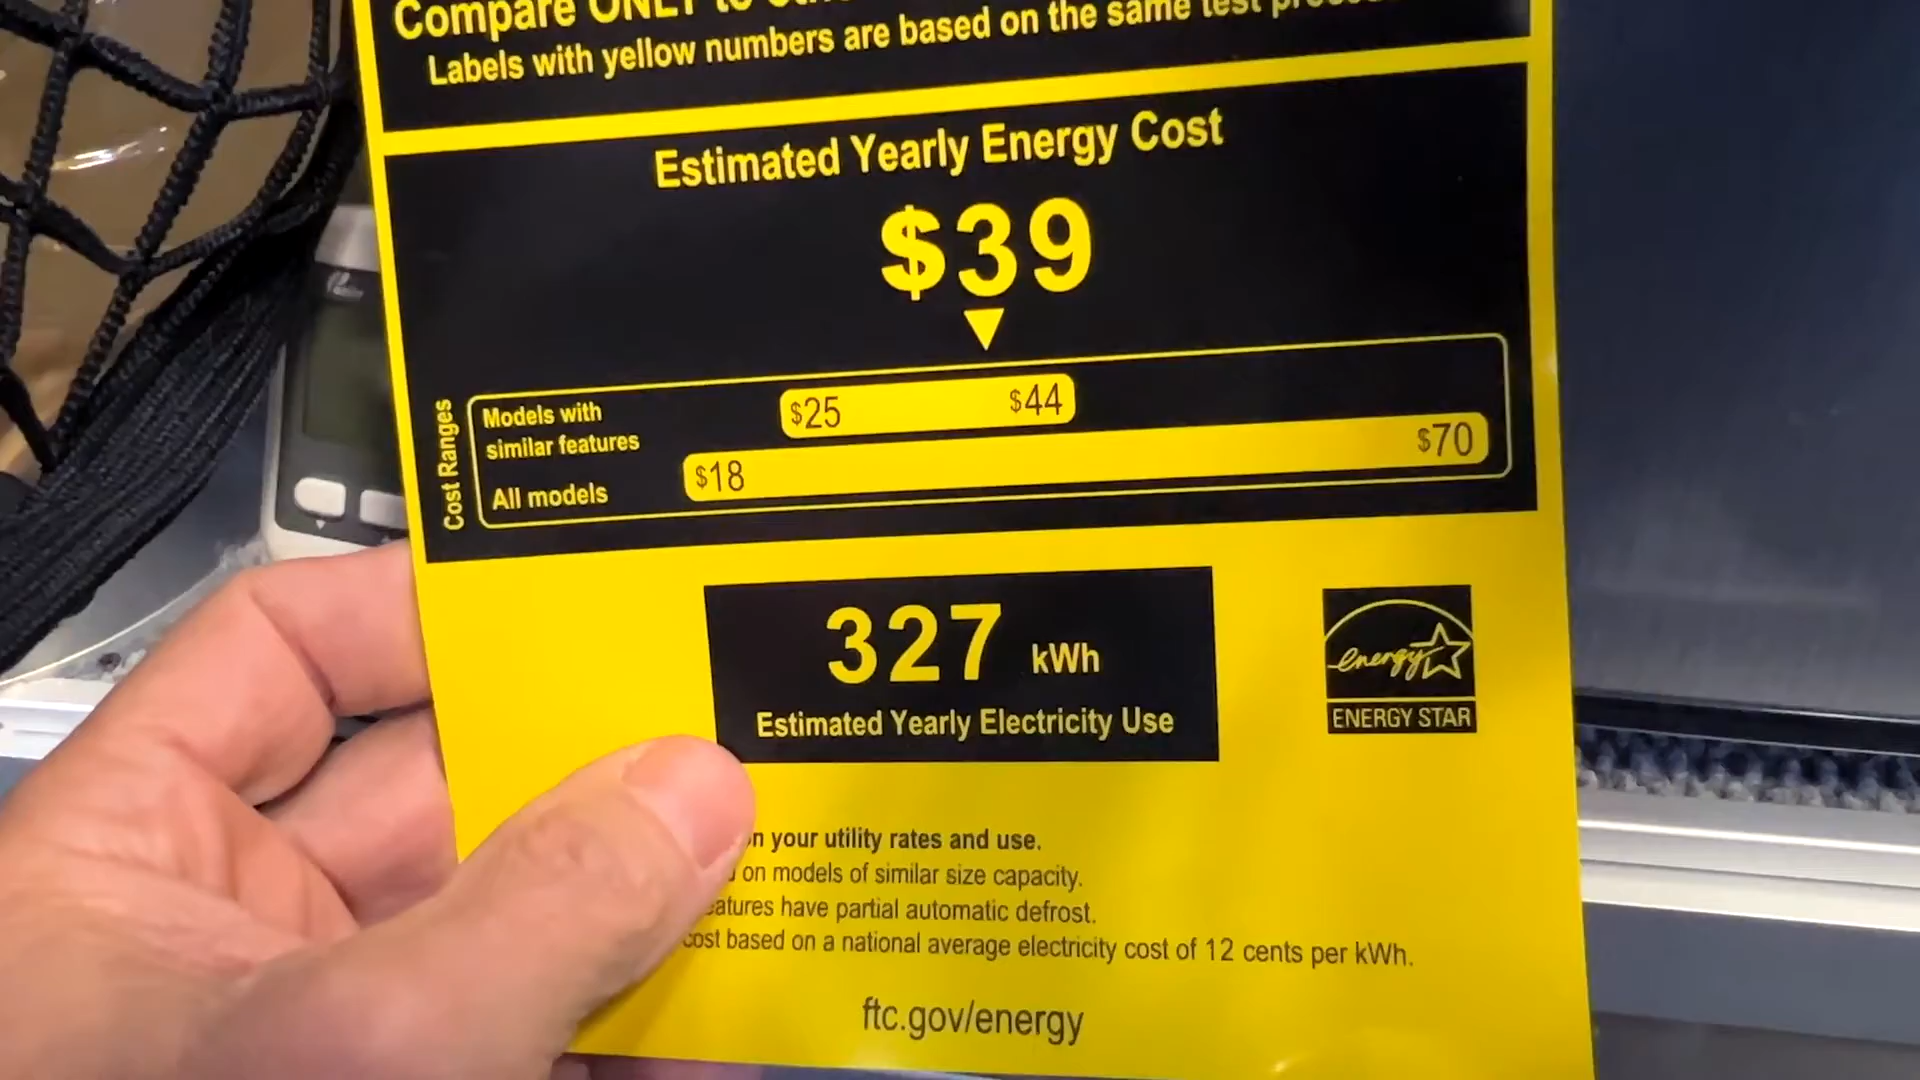 Compare ONLY to
Labels with yellow numbers are based on the same test
Estimated Yearly Energy Cost
$39
Cost Ranges
Models with
similar features
$25
$44
All models
$18
$70
327 kWh
Estimated Yearly Electricity Use
energy
ENERGY STAR
your utility rates and use.
on models of similar size capacity.
have partial automatic defrost.
cost based on a national average electricity cost of 12 cents per kWh.
ftc.gov/energy